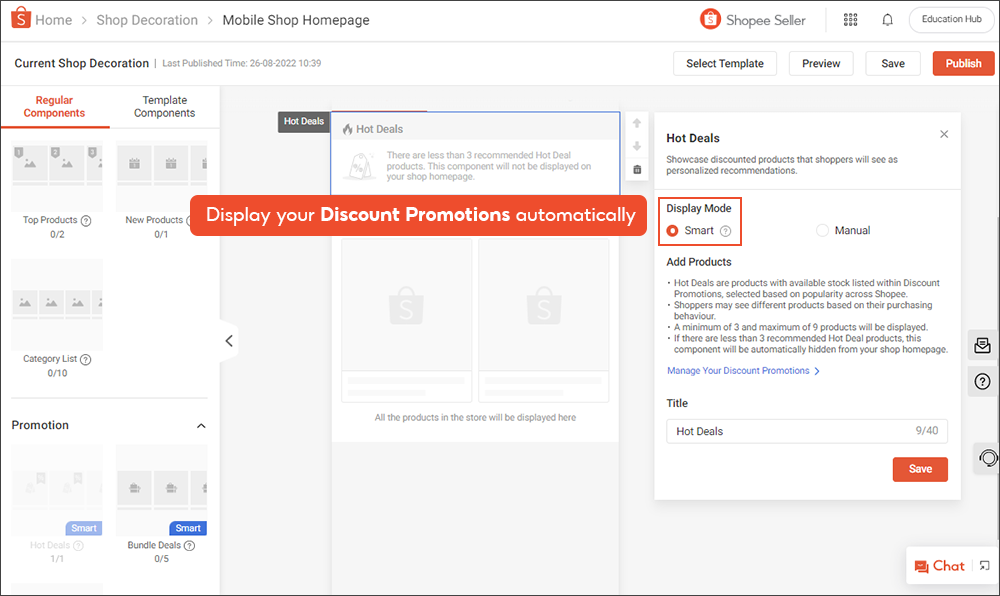 Home > Shop Decoration > Mobile Shop Homepage
Shopee Seller
Education Hub
Current Shop Decoration | Last Published Time: 26-08-2022 10:39
Select Template
Preview
Save
Publish
Regular
Components
Template
Components
1
2
3
Top Products ?
0/2
New Products
0/1
Category List ?
0/10
Promotion
Smart
Hot Deals ?
1/1
Smart
Bundle Deals ?
0/5
Hot Deals
Hot Deals
There are less than 3 recommended Hot Deal
products. This component will not be displayed on
your shop homepage.
Display your Discount Promotions automatically
All the products in the store will be displayed here
Hot Deals
Showcase discounted products that shoppers will see as
personalized recommendations.
Display Mode
Smart ?
Manual
Add Products
• Hot Deals are products with available stock listed within Discount
Promotions, selected based on popularity across Shopee.
• Shoppers may see different products based on their purchasing
behaviour.
• A minimum of 3 and maximum of 9 products will be displayed.
• If there are less than 3 recommended Hot Deal products, this
component will be automatically hidden from your shop homepage.
Manage Your Discount Promotions >
Title
Hot Deals
9/40
Save
Chat